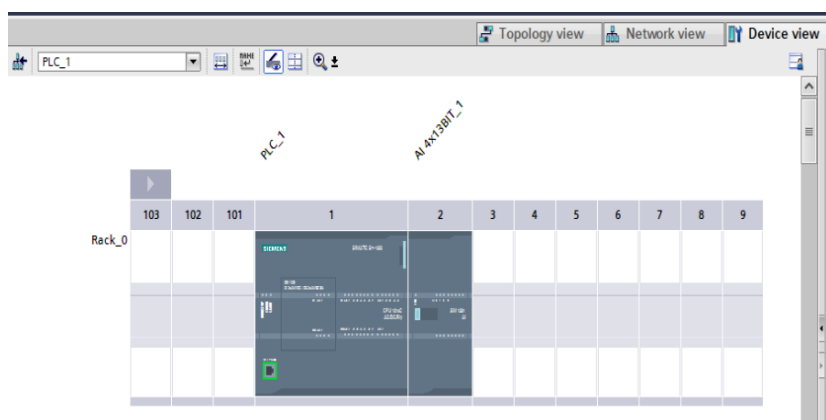 Topology view
Network view
Device view
PLC_1
PLC_1
AI 4x13BIT_1
103
102
101
1
2
3
4
5
6
7
8
9
Rack_0
SIEMENS